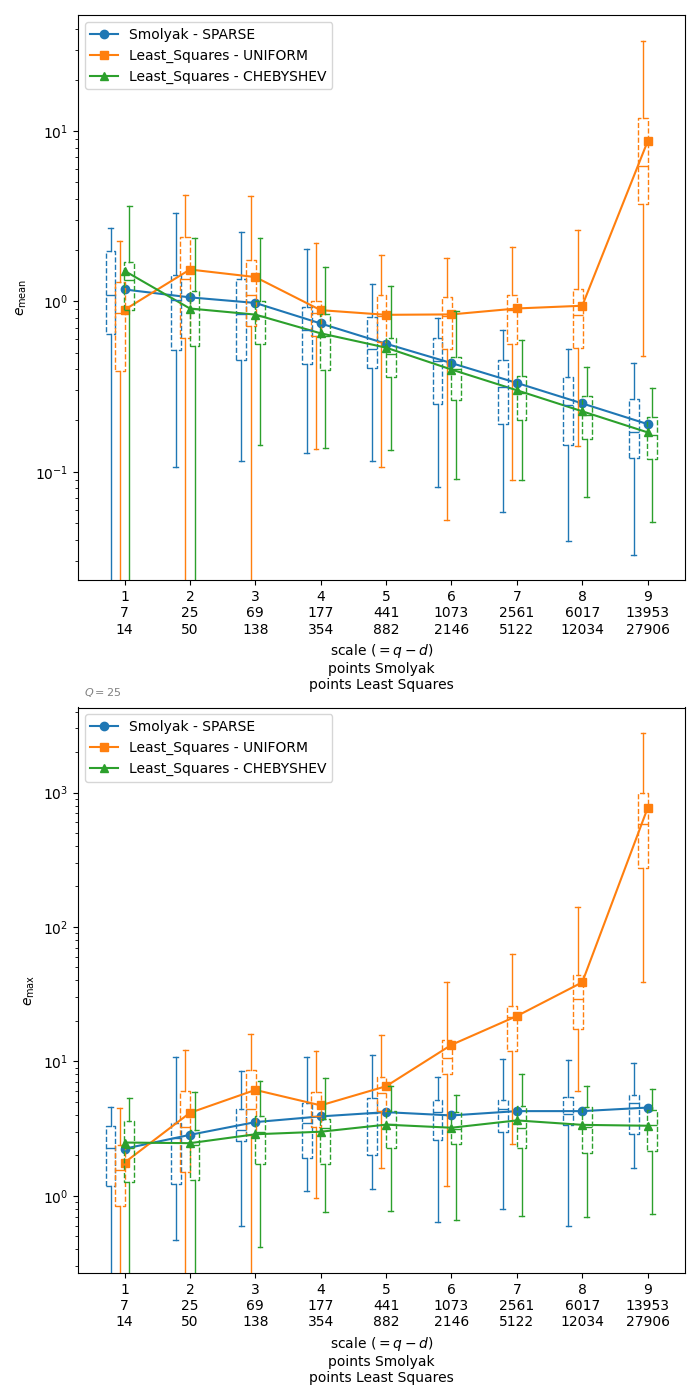 Smolyak - SPARSE
Least_Squares - UNIFORM
Least_Squares - CHEBYSHEV
10^1
10^0
10^-1
e_mean
1 2 3 4 5 6 7 8 9
7 25 69 177 441 1073 2561 6017 13953
14 50 138 354 882 2146 5122 12034 27906
scale (= q − d)
points Smolyak
points Least Squares
Q = 25
Smolyak - SPARSE
Least_Squares - UNIFORM
Least_Squares - CHEBYSHEV
10^3
10^2
10^1
10^0
e_max
1 2 3 4 5 6 7 8 9
7 25 69 177 441 1073 2561 6017 13953
14 50 138 354 882 2146 5122 12034 27906
scale (= q − d)
points Smolyak
points Least Squares